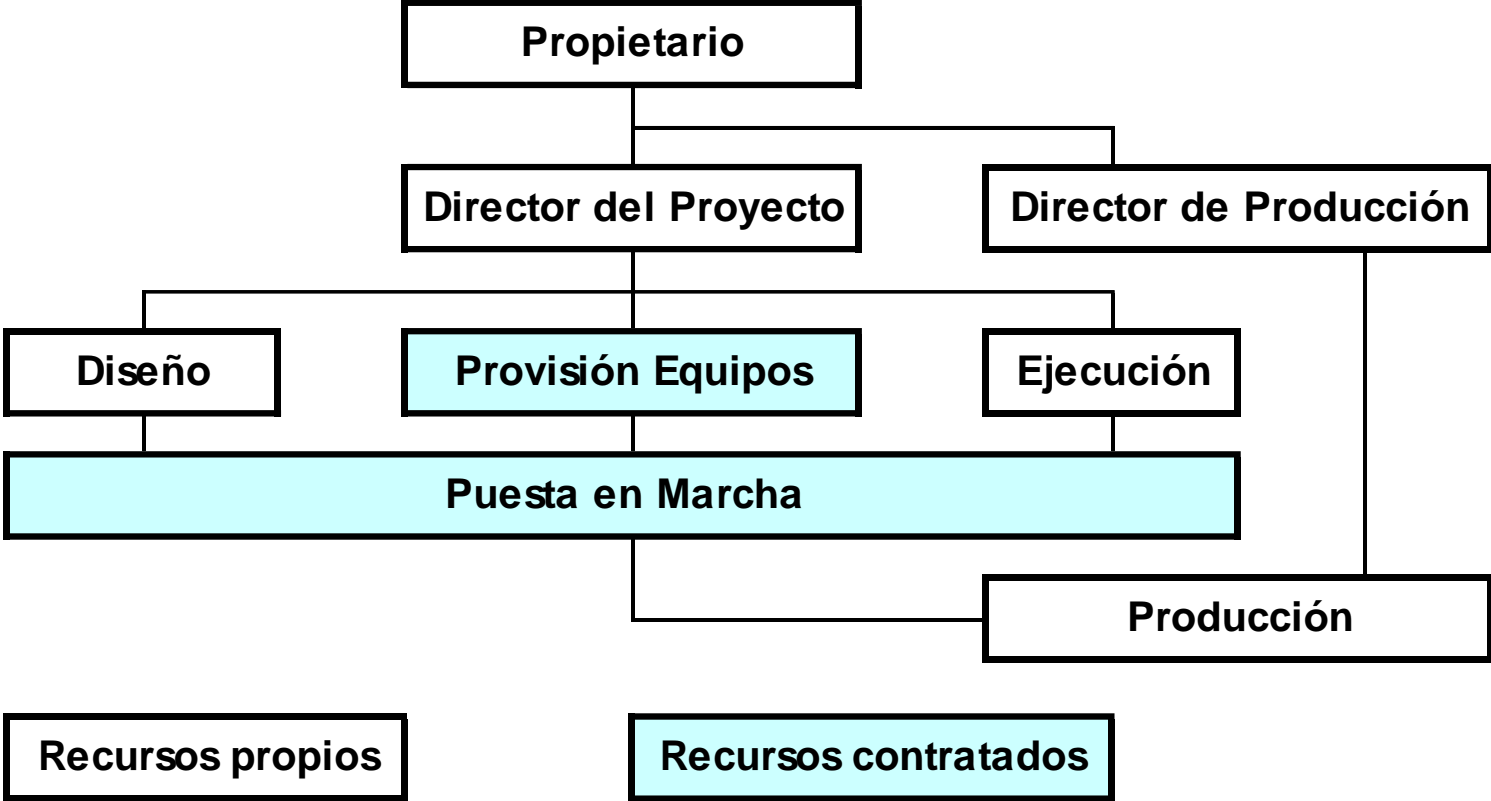 Propietario
Director del Proyecto
Director de Producción
Diseño
Provisión Equipos
Ejecución
Puesta en Marcha
Producción
Recursos propios
Recursos contratados